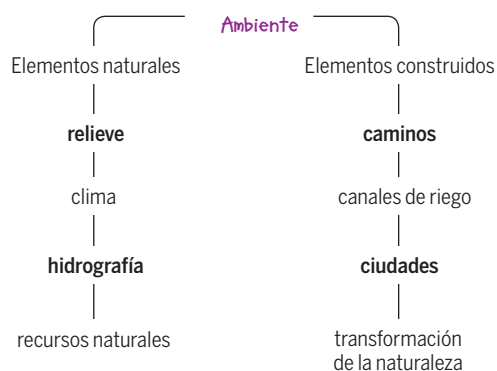 Ambiente
Elementos naturales
relieve
clima
hidrografía
recursos naturales
Elementos construidos
caminos
canales de riego
ciudades
transformación
de la naturaleza